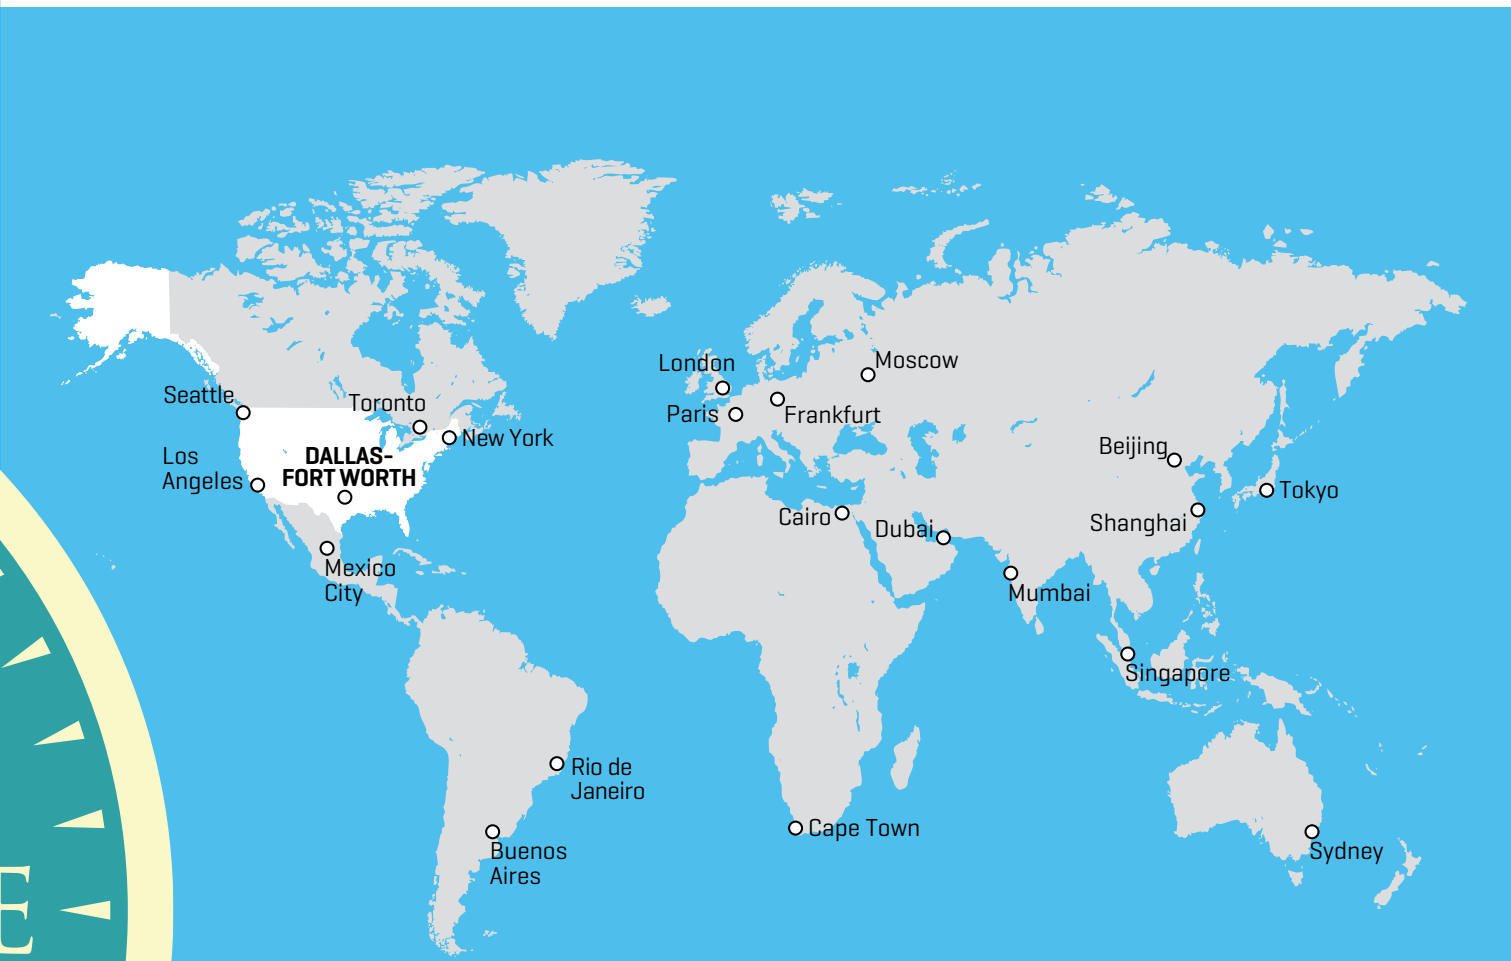 London
Moscow
Seattle
Toronto
Paris
Frankfurt
New York
Los
Angeles
DALLAS-
FORT WORTH
Beijing
Tokyo
Cairo
Dubai
Shanghai
Mexico
City
Mumbai
Singapore
Rio de
Janeiro
Cape Town
Buenos
Aires
Sydney
E